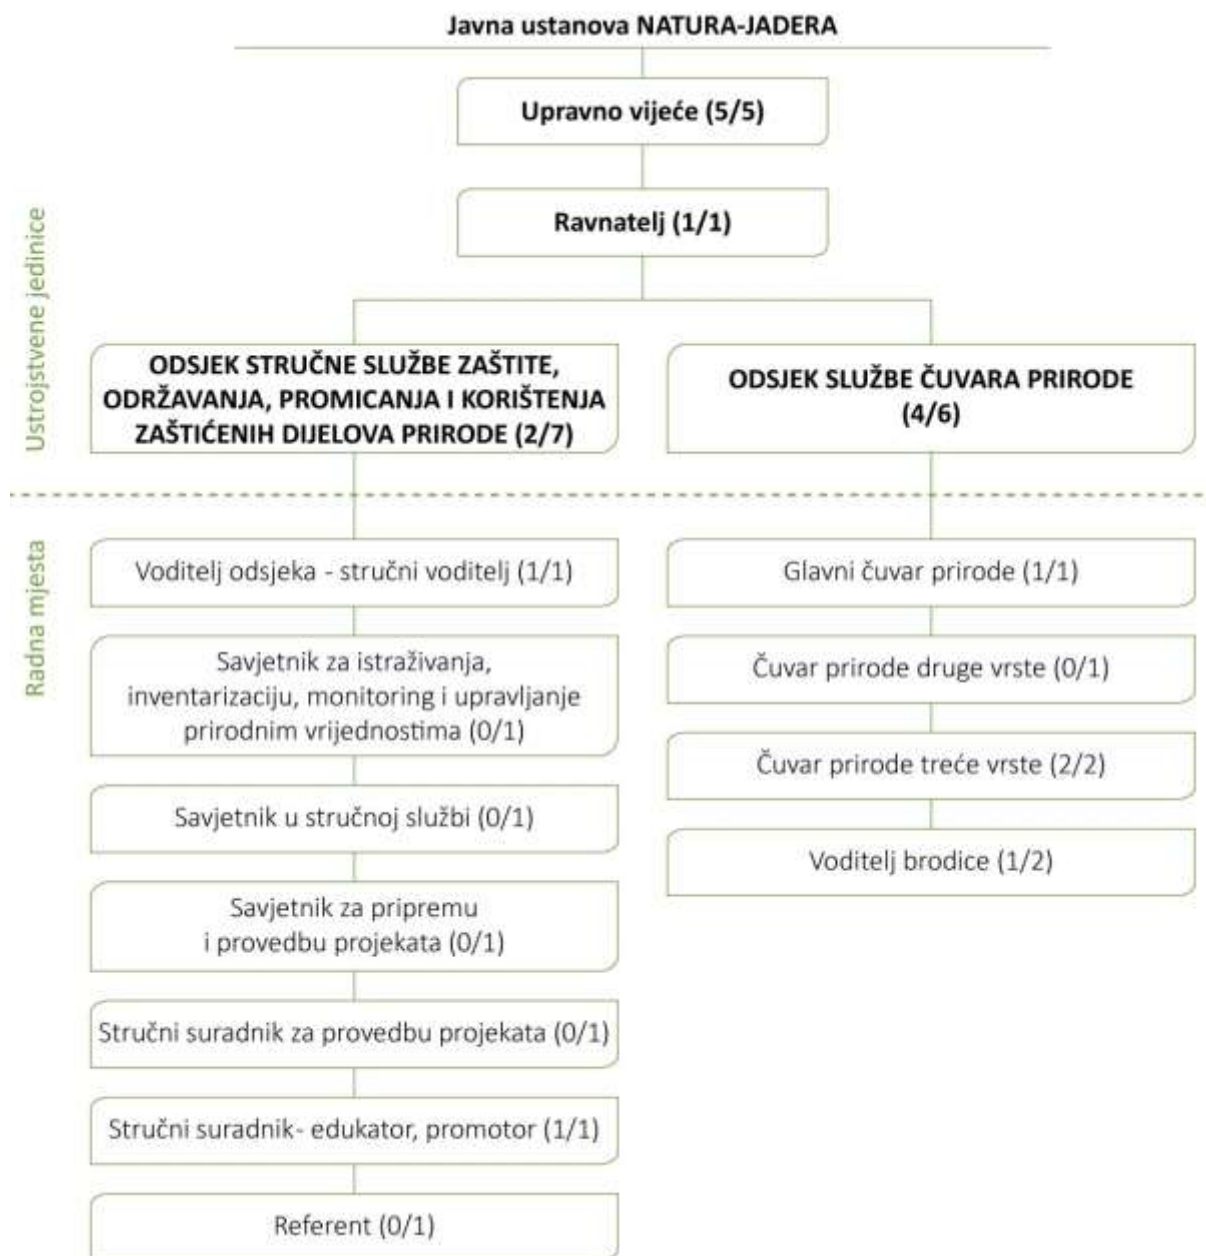 Javna ustanova NATURA-JADERA
Upravno vijeće (5/5)
Ravnatelj (1/1)
Ustrojstvene jedinice
ODSJEK STRUČNE SLUŽBE ZAŠTITE,
ODRŽAVANJA, PROMICANJA I KORIŠTENJA
ZAŠTIĆENIH DIJELOVA PRIRODE (2/7)
ODSJEK SLUŽBE ČUVARA PRIRODE
(4/6)
Radna mjesta
Voditelj odsjeka - stručni voditelj (1/1)
Savjetnik za istraživanja,
inventarizaciju, monitoring i upravljanje
prirodnim vrijednostima (0/1)
Savjetnik u stručnoj službi (0/1)
Savjetnik za pripremu
i provedbu projekata (0/1)
Stručni suradnik za provedbu projekata (0/1)
Stručni suradnik- edukator, promotor (1/1)
Referent (0/1)
Glavni čuvar prirode (1/1)
Čuvar prirode druge vrste (0/1)
Čuvar prirode treće vrste (2/2)
Voditelj brodice (1/2)